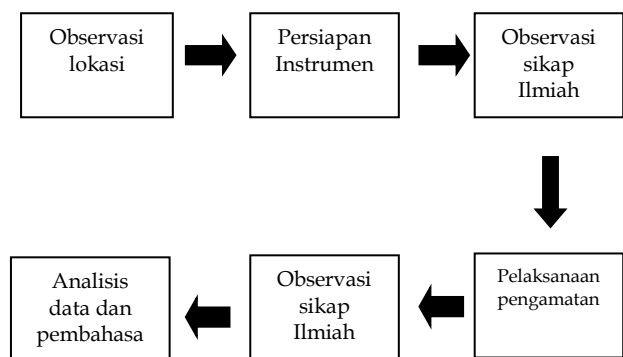 Observasi
lokasi
Persiapan
Instrumen
Observasi
sikap
Ilmiah
Pelaksanaan
pengamatan
Observasi
sikap
Ilmiah
Analisis
data dan
pembahasa